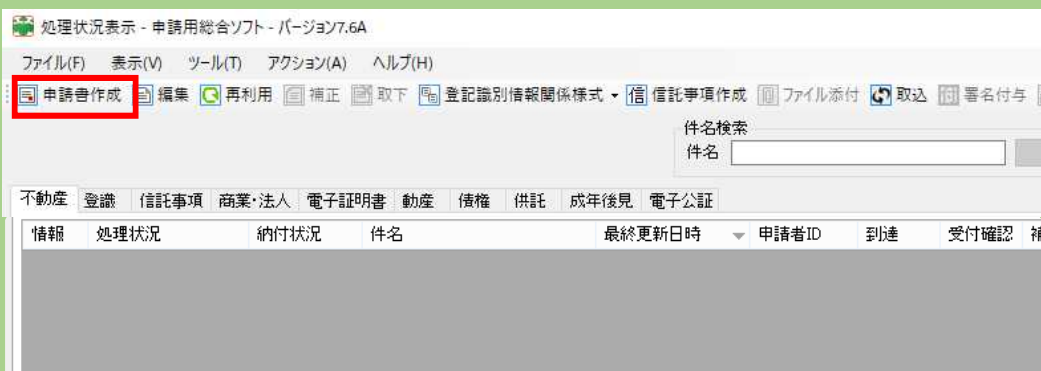 処理状況表示 - 申請用総合ソフト - バージョン7.6A
ファイル(F) 表示(V) ツール(T) アクション(A) ヘルプ(H)
申請書作成 編集 再利用 補正 取下 登記識別情報関係様式 信 信託事項作成 ファイル添付 取込 署名付与
件名検索
件名
不動産 登識 信託事項 商業・法人 電子証明書 動産 債権 供託 成年後見 電子公証
情報 処理状況 納付状況 件名 最終更新日時 申請者ID 到達 受付確認 補